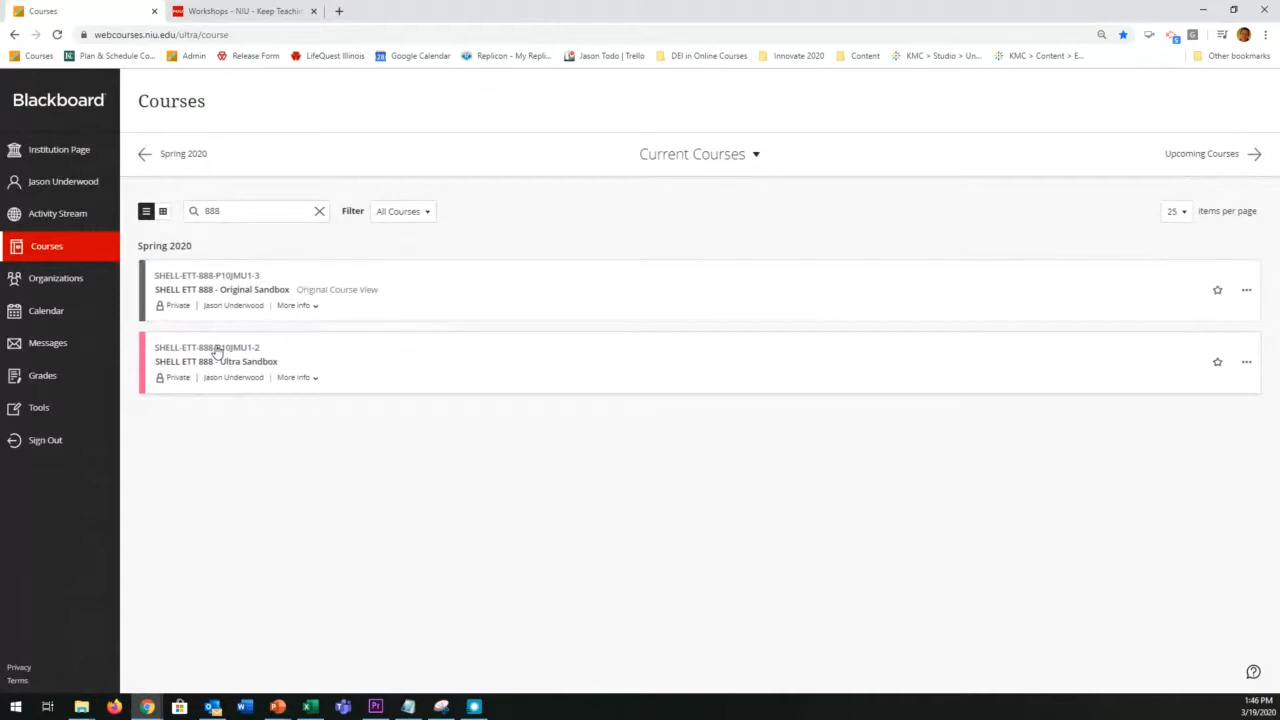 Courses
Workshops - NIU - Keep Teachin
webcourses.niu.edu/ultra/course
Courses
Plan & Schedule Co...
Admin
Release Form
LifeQuest Illinois
Google Calendar
Replicon - My Repli...
Jason Todo | Trello
DEI in Online Courses
Innovate 2020
Content
KMC > Studio > Un...
KMC > Content > E...
Other bookmarks
Blackboard
Institution Page
Jason Underwood
Activity Stream
Courses
Organizations
Calendar
Messages
Grades
Tools
Sign Out
Privacy
Terms
Courses
Spring 2020
Current Courses
Upcoming Courses
888
Filter
All Courses
25
items per page
Spring 2020
SHELL-ETT-888-P10JMU1-3
SHELL ETT 888 - Original Sandbox Original Course View
Private | Jason Underwood | More info
SHELL-ETT-888-P10JMU1-2
SHELL ETT 888 - Ultra Sandbox
Private | Jason Underwood | More info
1:46 PM
3/19/2020